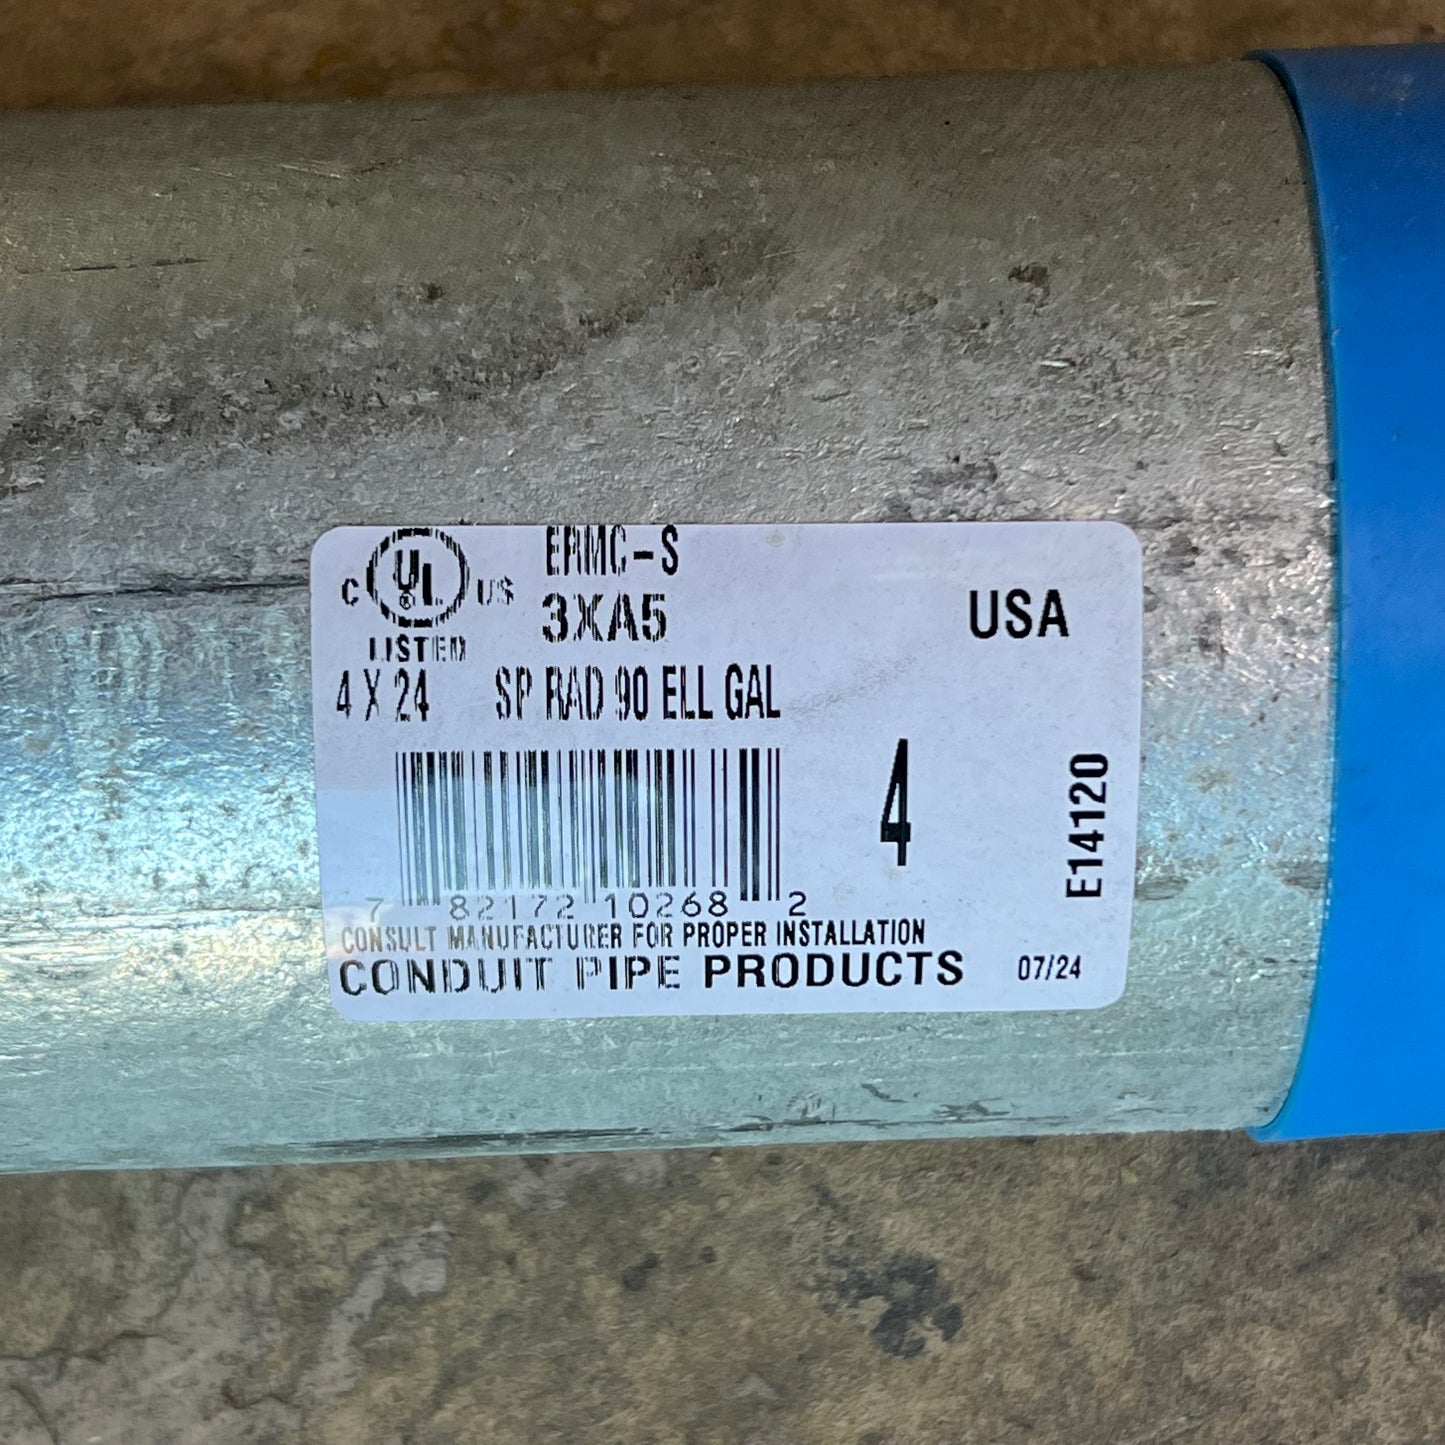 C UL ® US
LISTED
ERMC-S
3XA5
USA
4 X 24 SP RAD 90 ELL GAL
4
E14120
7 82172 10268 2
CONSULT MANUFACTURER FOR PROPER INSTALLATION
CONDUIT PIPE PRODUCTS 07/24